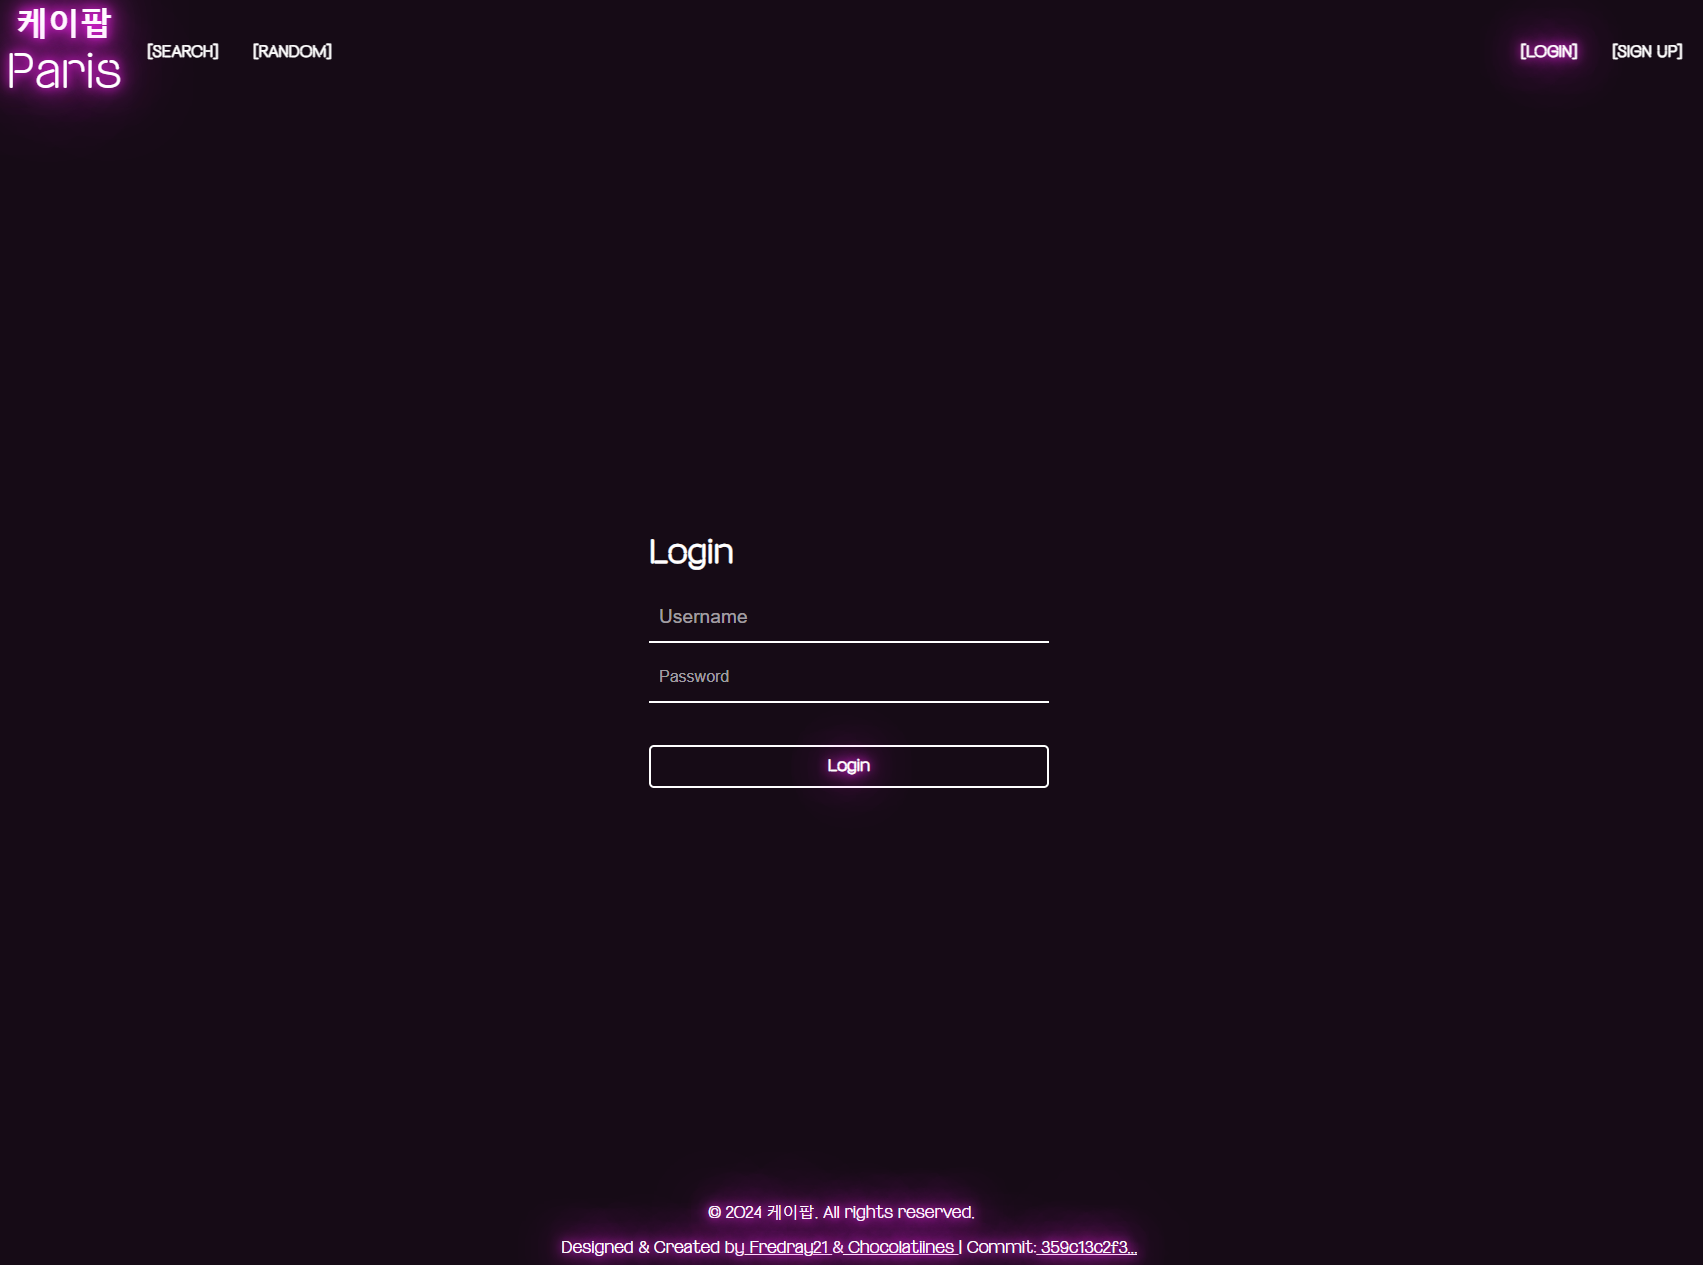 케이팝
Paris
[SEARCH] [RANDOM] [LOGIN] [SIGN UP]
Login
Username
Password
Login
© 2024 케이팝. All rights reserved.
Designed & Created by Fredray21 & Chocolatiines | Commit: 359c13c2f3...